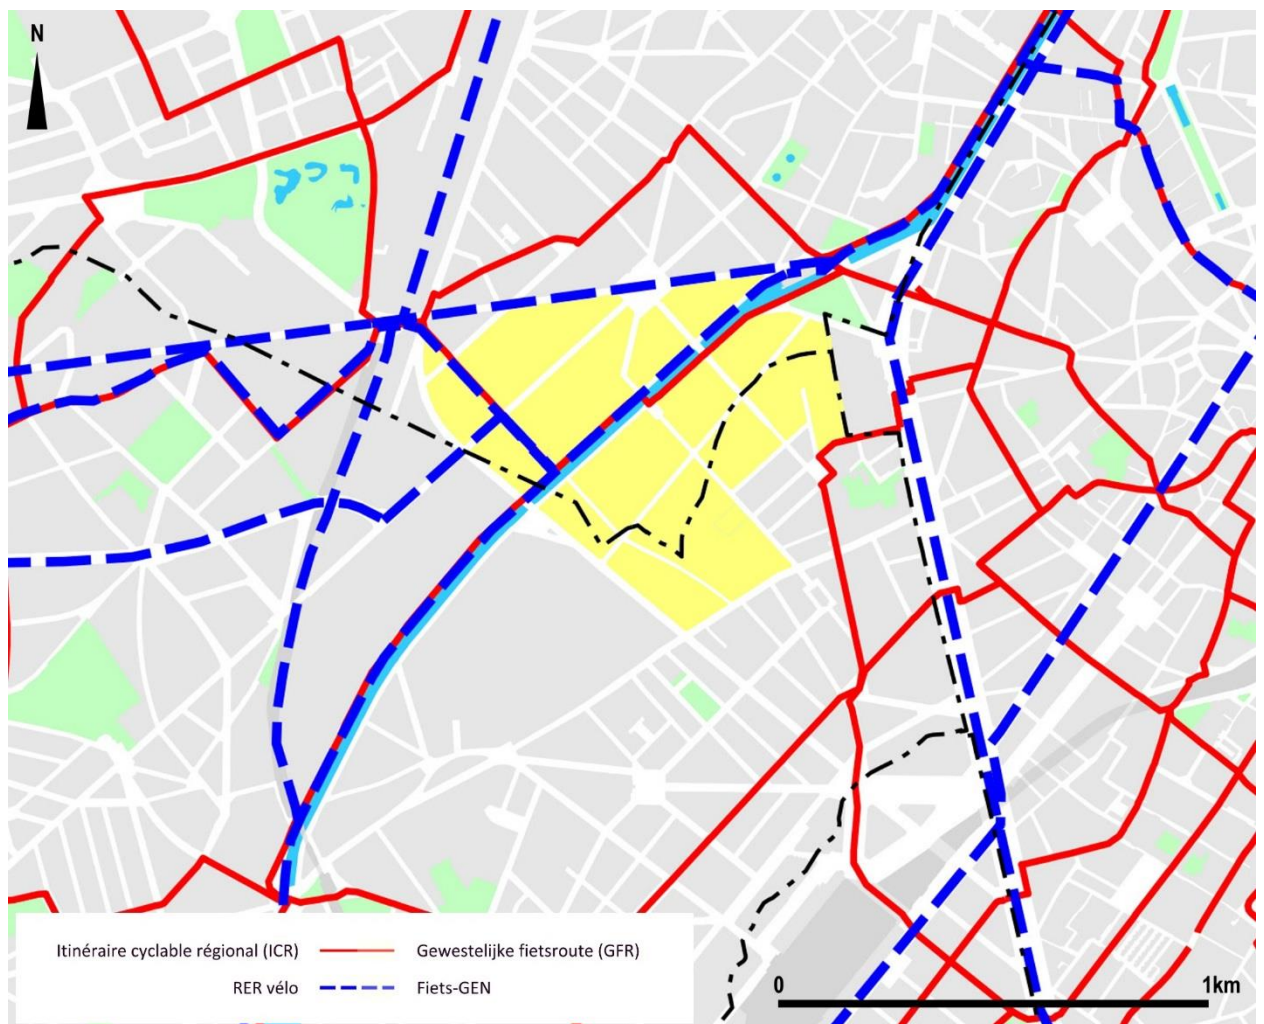 N
Itinéraire cyclable régional (ICR) Gewestelijke fietsroute (GFR)
RER vélo Fiets-GEN
0 1km